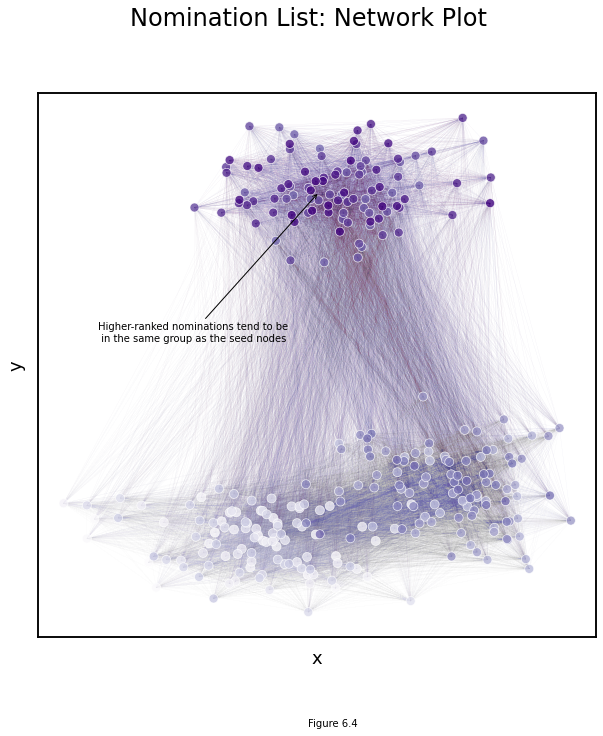 Nomination List: Network Plot
Higher-ranked nominations tend to be
in the same group as the seed nodes
y
x
Figure 6.4